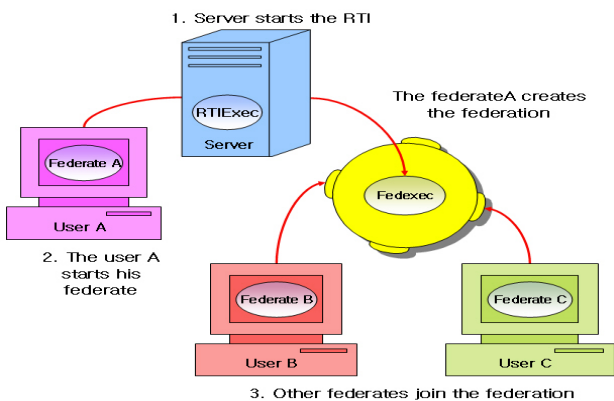 1. Server starts the RTI
RTIExec
Server
The federateA creates
the federation
Federate A
User A
Fedexec
2. The user A
starts his
federate
Federate B
User B
Federate C
User C
3. Other federates join the federation